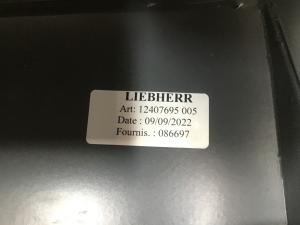 LIEBHERR
Art: 12407695 005
Date : 09/09/2022
Fournis. : 086697